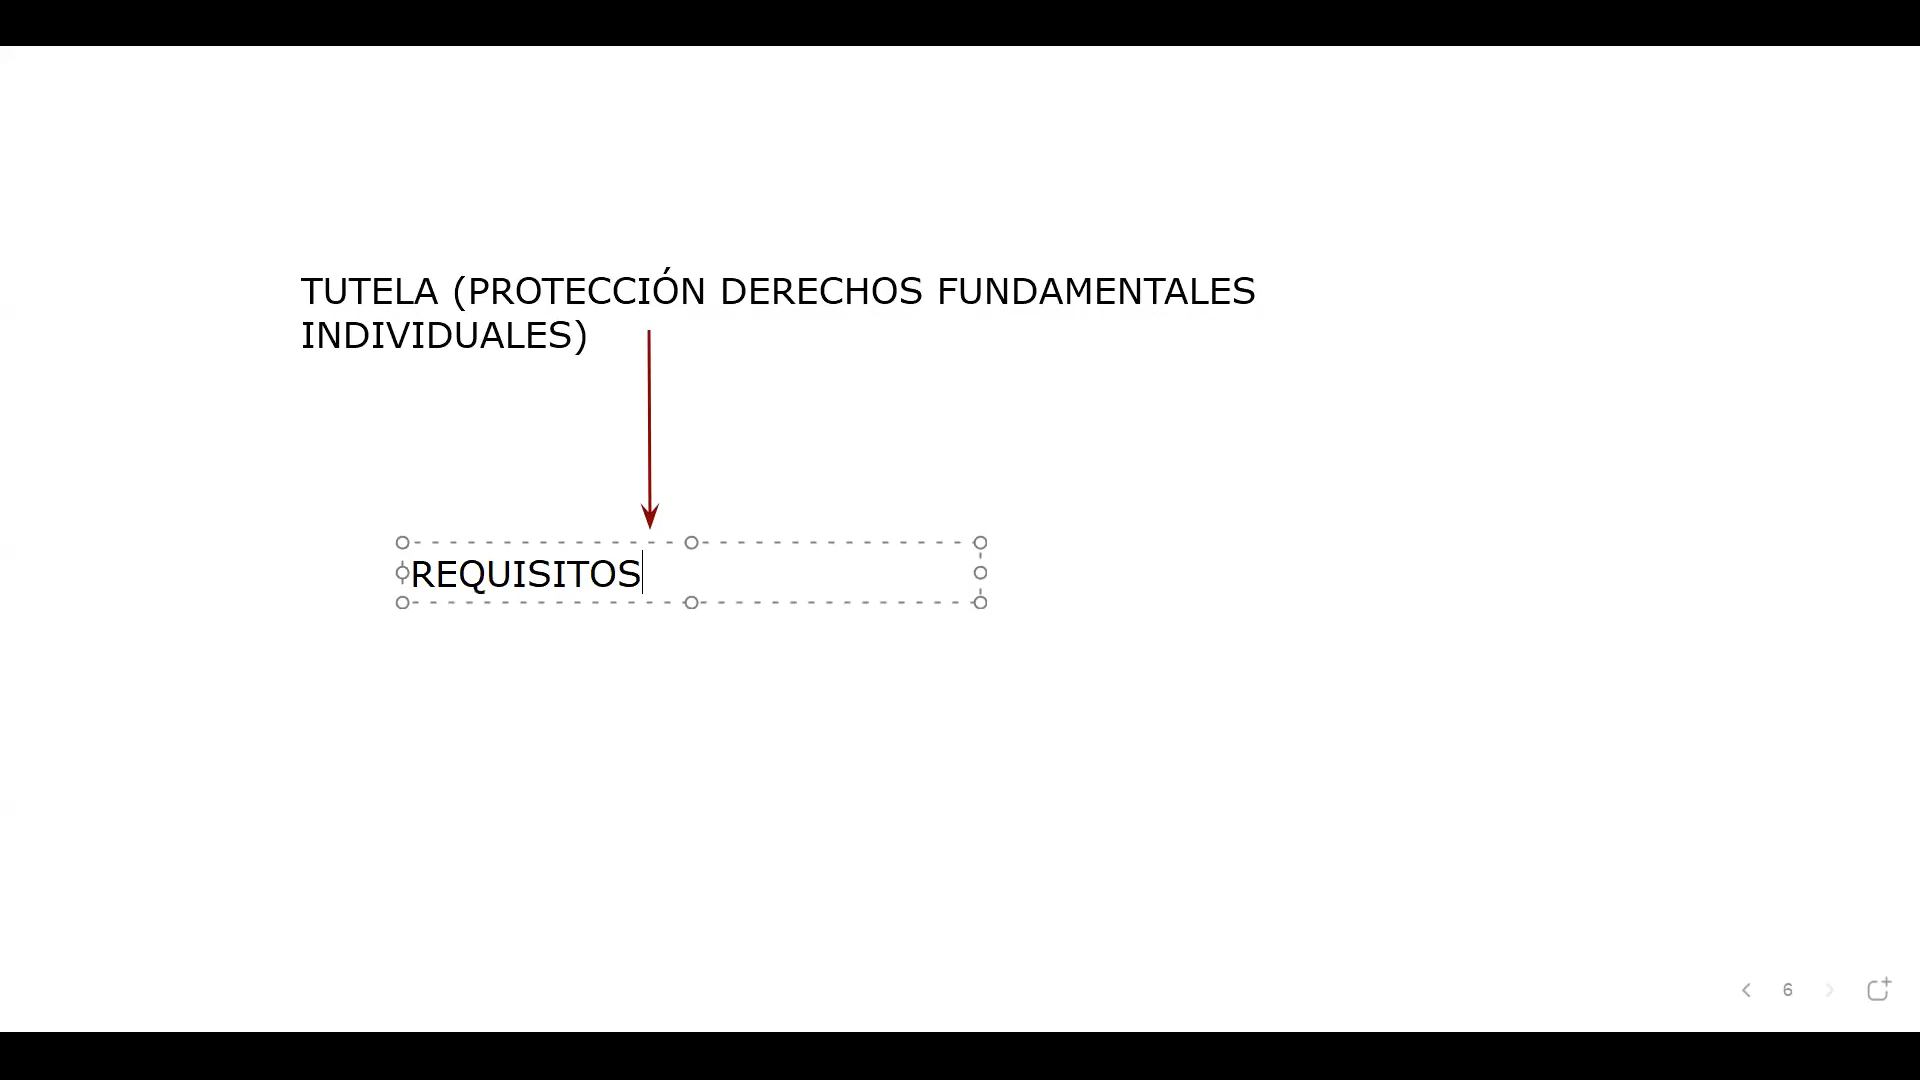 TUTELA (PROTECCIÓN DERECHOS FUNDAMENTALES
INDIVIDUALES)
REQUISITOS
6